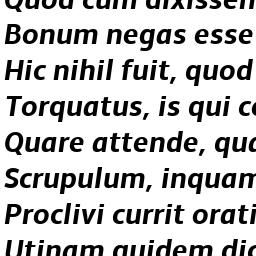 Quod cum dixissen
Bonum negas esse
Hic nihil fuit, quod
Torquatus, is qui c
Quare attende, qua
Scrupulum, inquam
Proclivi currit orati
Utinam quidem dic